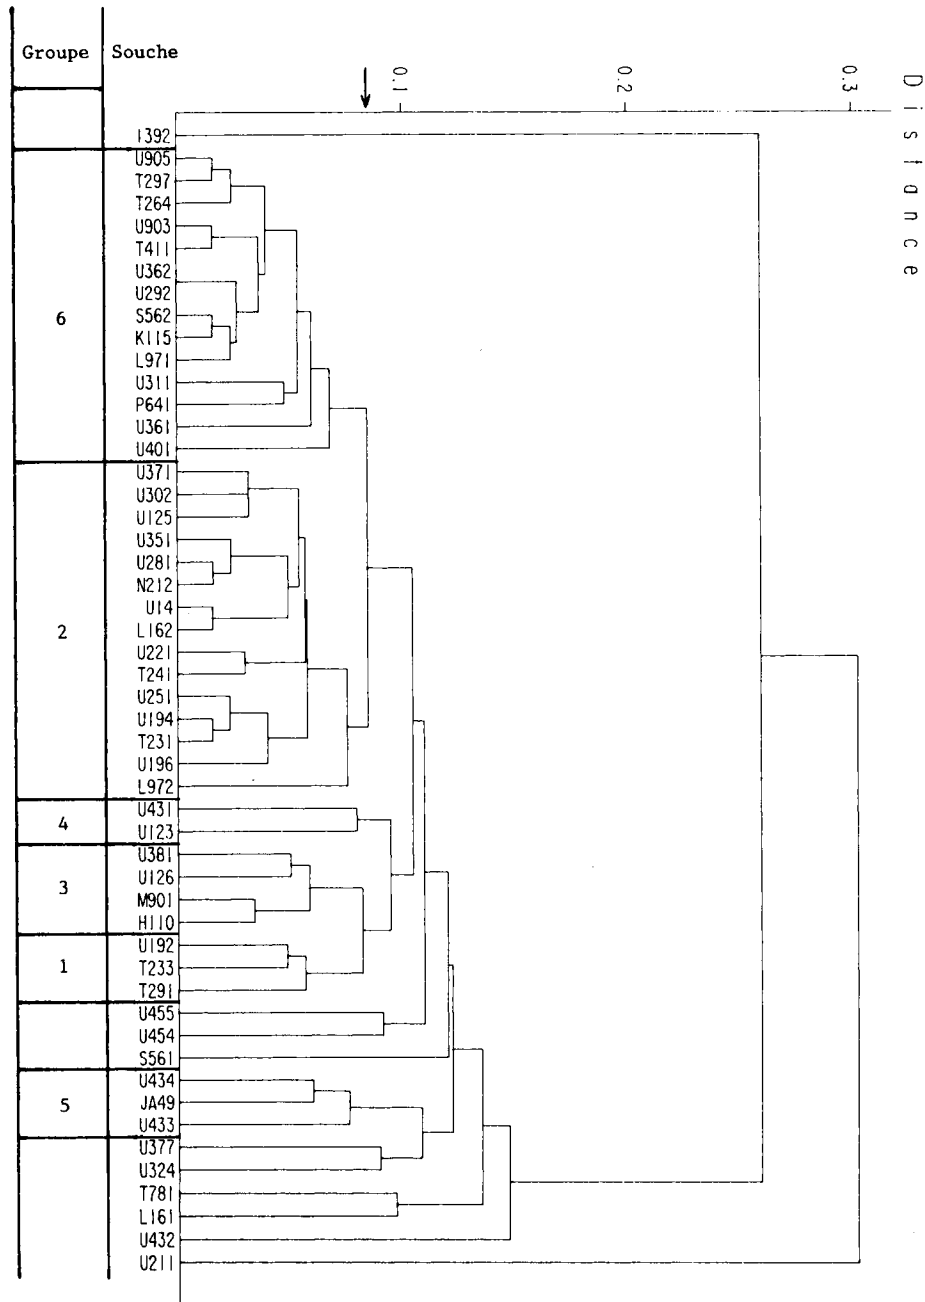 Groupe Souche
0.1 0.2 0.3 Distance
1392
U905
T297
T264
U903
T411
U362
U292
6 S562
K115
L971
U311
P641
U361
U401
U371
U302
U125
U351
U281
N212
U14
2 L162
U221
T241
U251
U194
T231
U196
L972
4 U431
U123
U381
U126
3 M901
H110
U192
1 T233
T291
U455
U454
S561
U434
5 JA49
U433
U377
U324
T781
L161
U432
U211